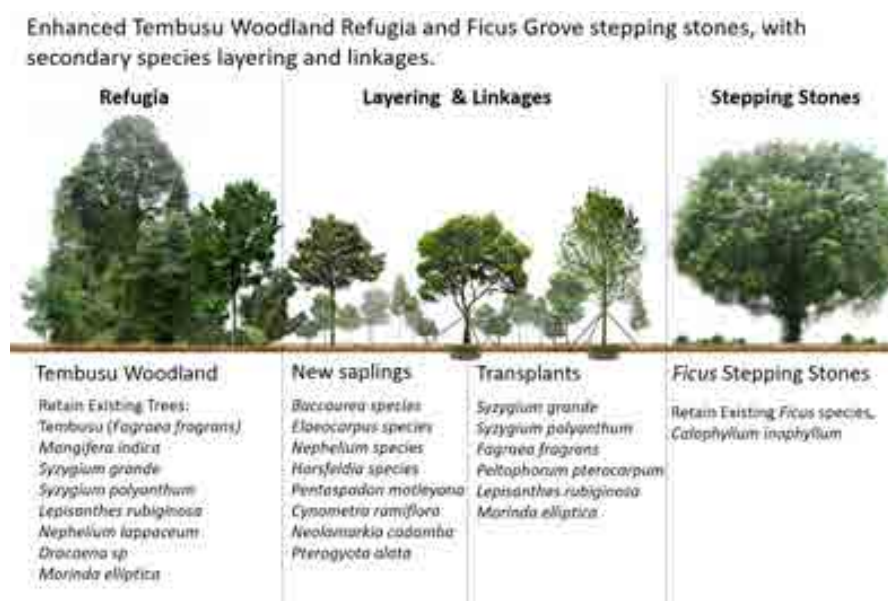 Enhanced Tembusu Woodland Refugia and Ficus Grove stepping stones, with
secondary species layering and linkages.
Refugia
Layering & Linkages
Stepping Stones
Tembusu Woodland
Retain Existing Trees:
Tembusu (Fagraea fragrans)
Mangifera indica
Syzygium grande
Syzygium polyanthum
Lepisanthes rubiginosa
Nephelium lappaceum
Dracaena sp
Morinda elliptica
New saplings
Baccaurea species
Elaeocarpus species
Nephelium species
Horsfeldia species
Pentaspadon motleyana
Cynometra ramiflora
Neolamarkia cadamba
Pterogyota alata
Transplants
Syzygium grande
Syzygium polyanthum
Fagraea fragrans
Peltophorum pterocarpum
Lepisanthes rubiginosa
Morinda elliptica
Ficus Stepping Stones
Retain Existing Ficus species,
Calophyllum inophyllum